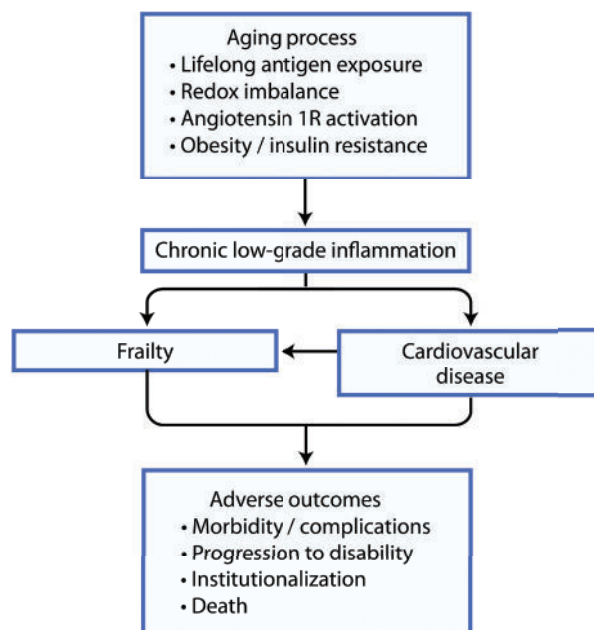 Aging process
• Lifelong antigen exposure
• Redox imbalance
• Angiotensin 1R activation
• Obesity / insulin resistance
Chronic low-grade inflammation
Frailty
Cardiovascular
disease
Adverse outcomes
• Morbidity / complications
• Progression to disability
• Institutionalization
• Death